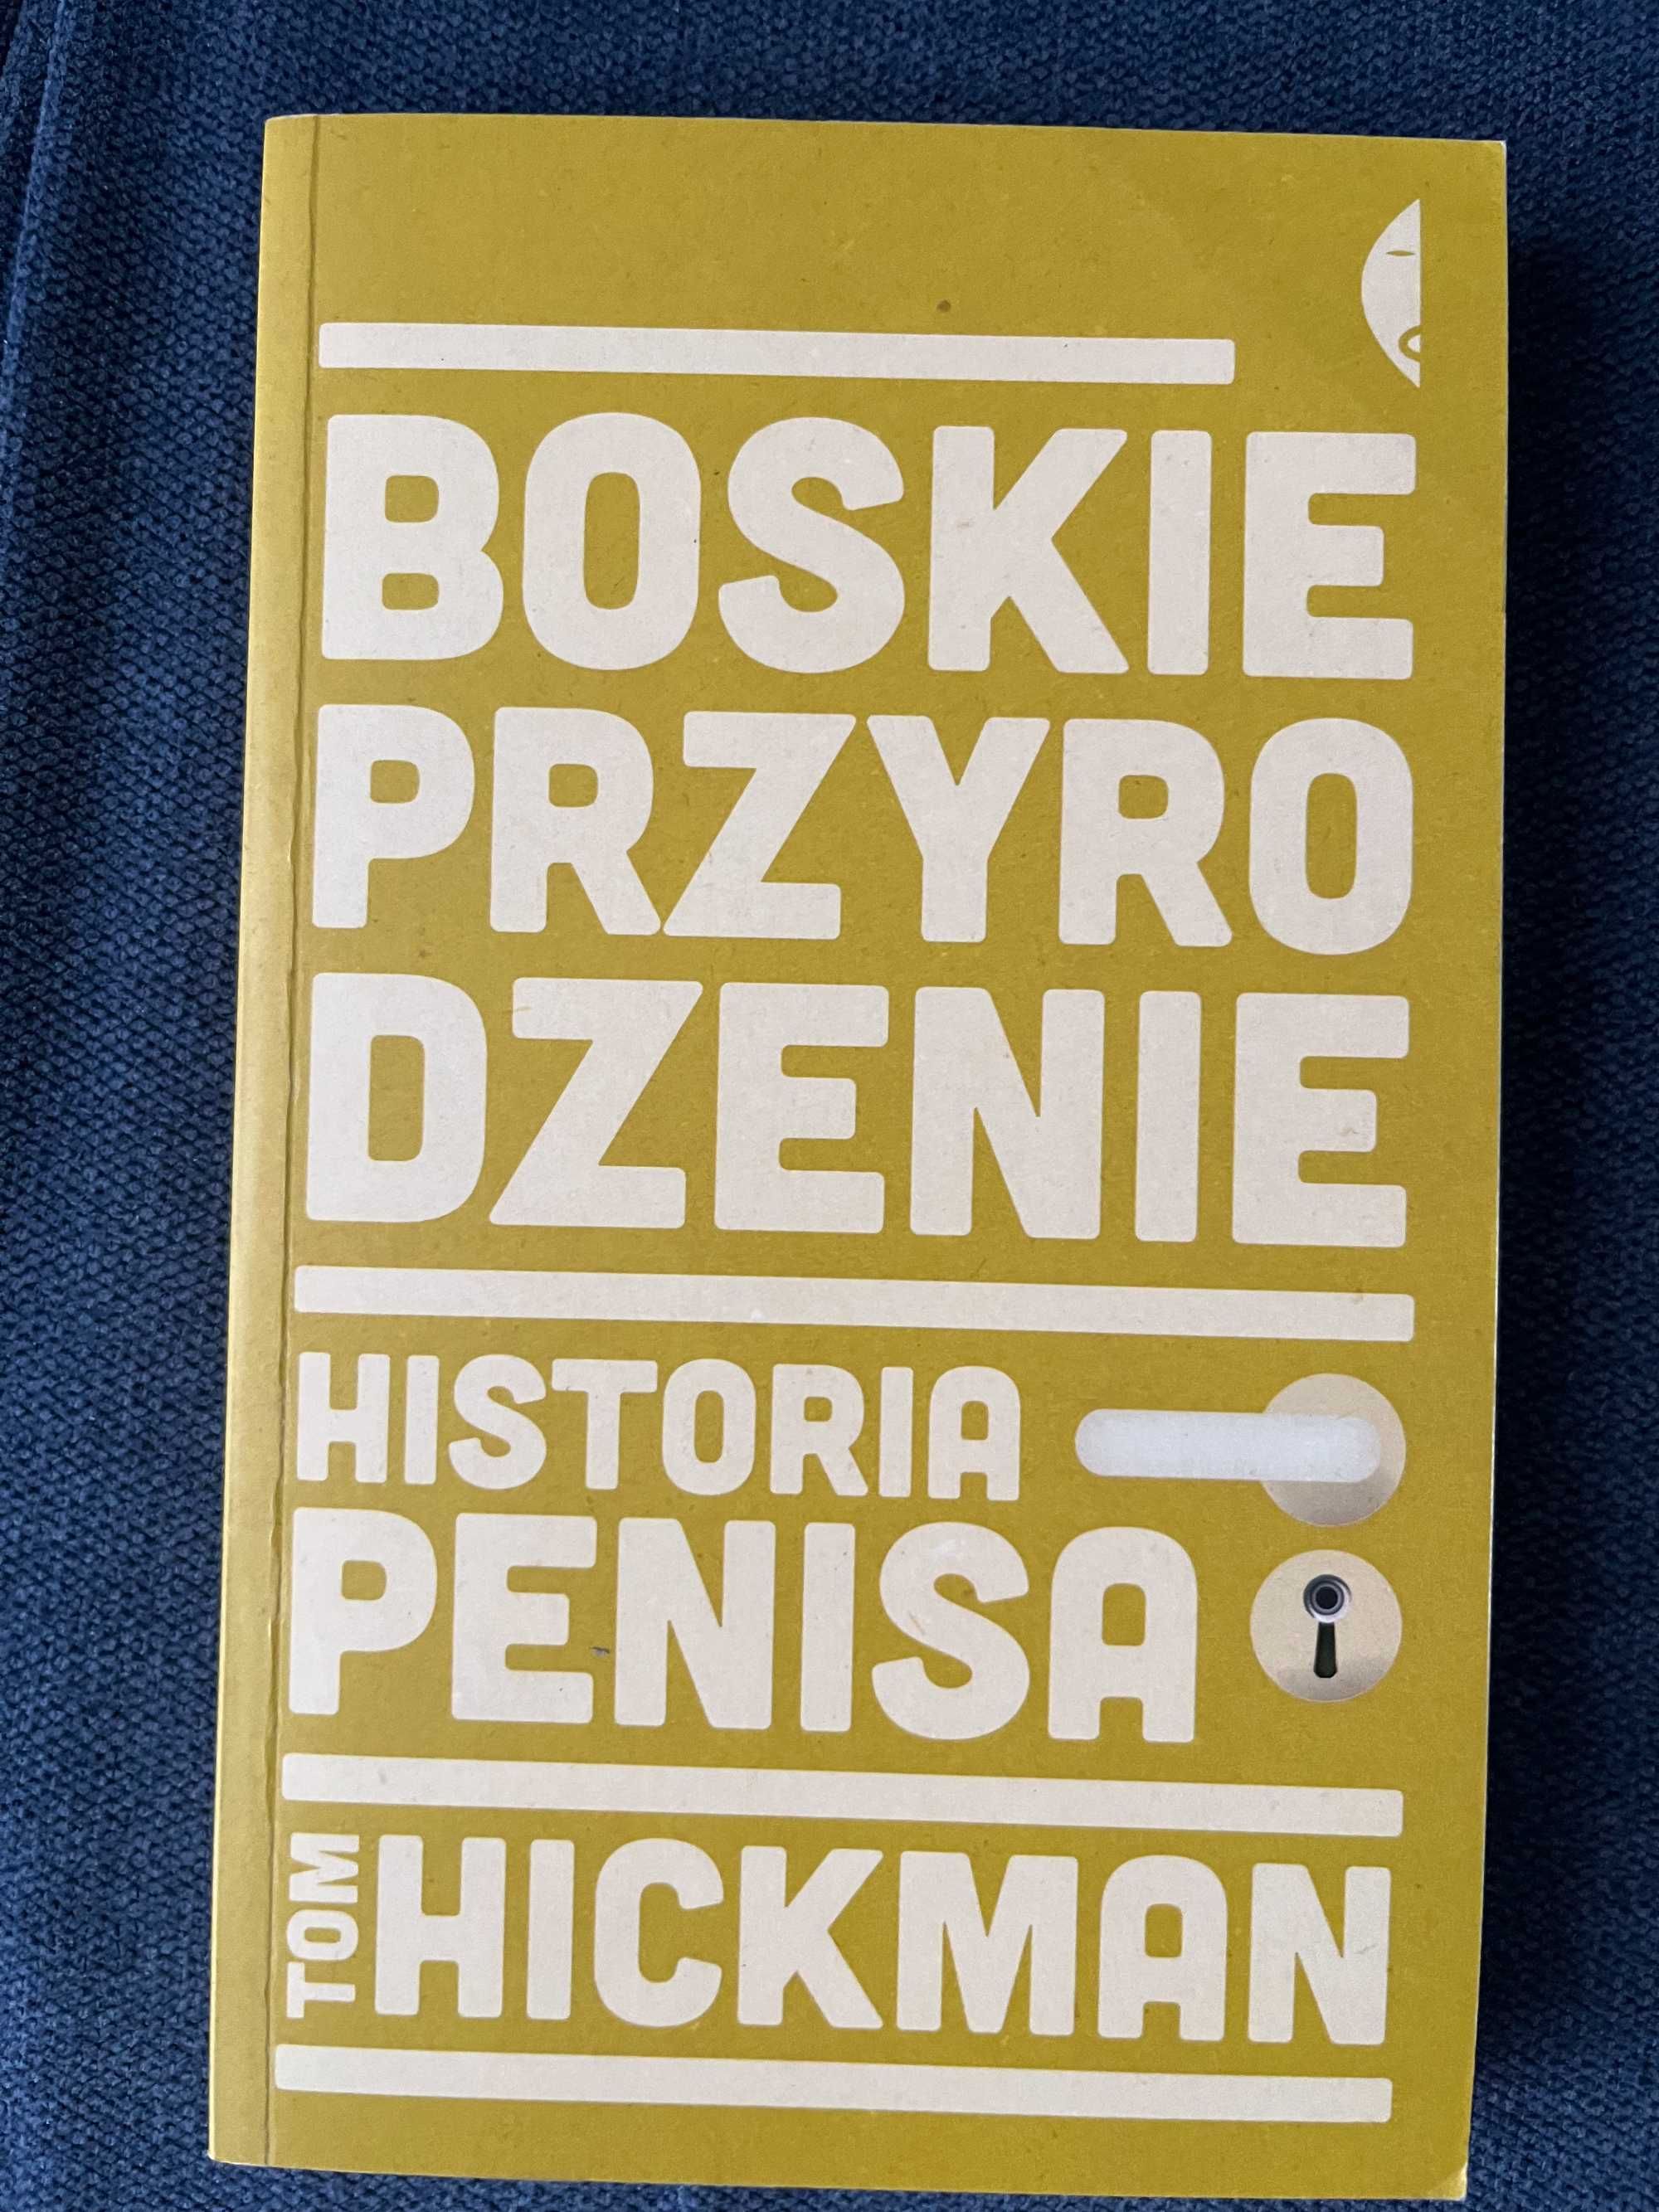 BOSKIE
PRZYRO
DZENIE
HISTORIA
PENISA
TOM HICKMAN